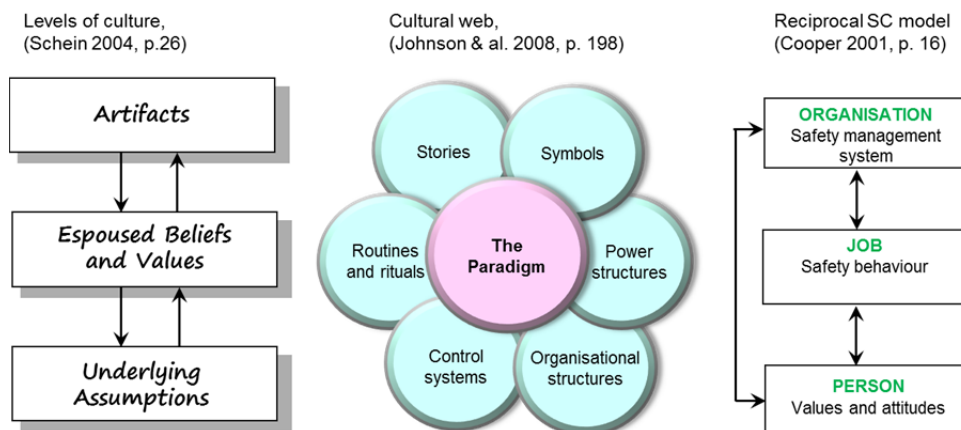 Levels of culture,
(Schein 2004, p.26)
Artifacts
Espoused Beliefs
and Values
Underlying
Assumptions
Cultural web,
(Johnson & al. 2008, p. 198)
Stories
Symbols
Routines
and rituals
The
Paradigm
Power
structures
Control
systems
Organisational
structures
Reciprocal SC model
(Cooper 2001, p. 16)
ORGANISATION
Safety management
system
JOB
Safety behaviour
PERSON
Values and attitudes